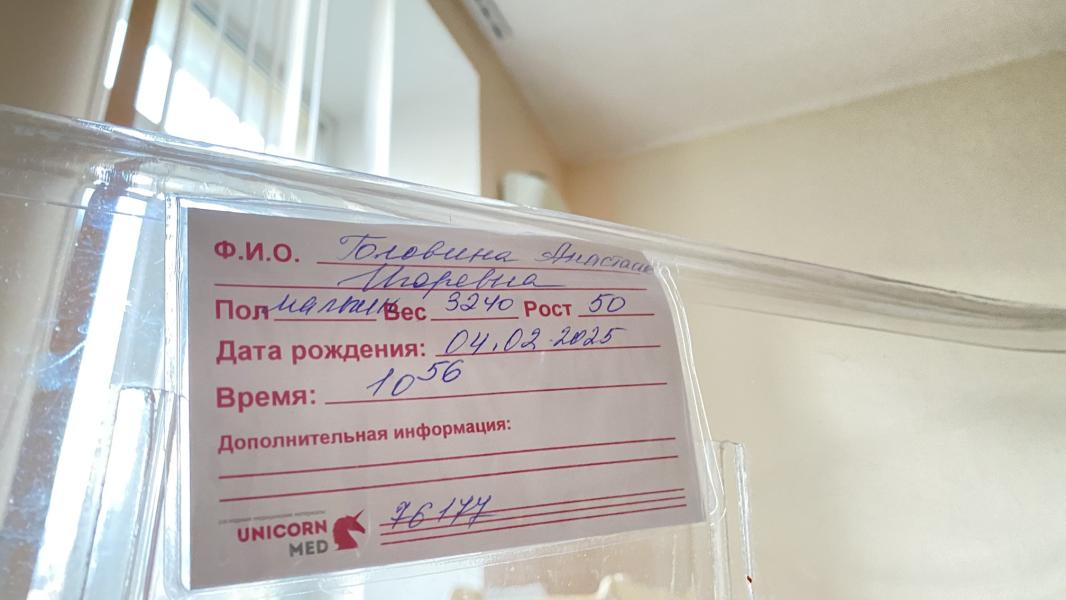 Ф.И.О. Головина Анастасия
Игоревна
Пол мальчик Вес 3240 Рост 50
Дата рождения: 04.02.2025
Время: 10 56
Дополнительная информация:
UNICORN
MED
76177